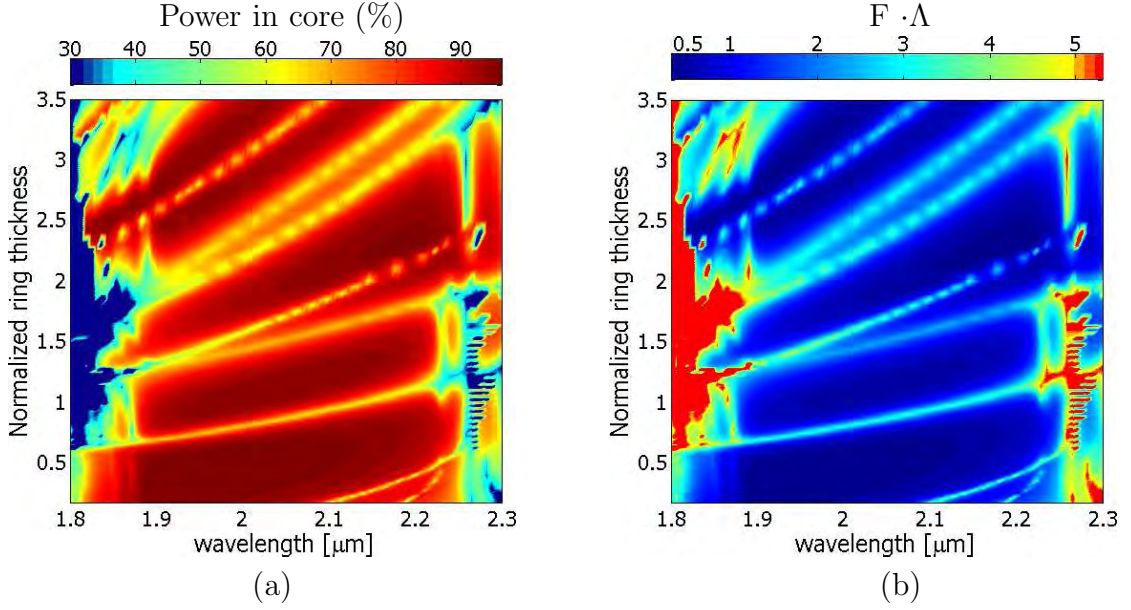 Power in core (%)
30 40 50 60 70 80 90
3.5
3
2.5
2
1.5
1
0.5
Normalized ring thickness
1.8 1.9 2 2.1 2.2 2.3
wavelength [μm]
(a)
F ·Λ
0.5 1 2 3 4 5
3.5
3
2.5
2
1.5
1
0.5
Normalized ring thickness
1.8 1.9 2 2.1 2.2 2.3
wavelength [μm]
(b)